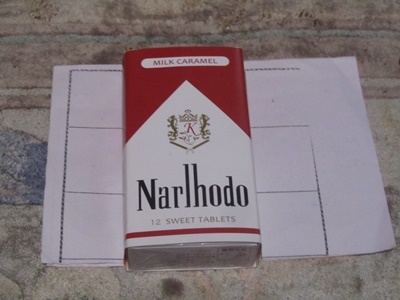 MILK CARAMEL
K
Narlhodo
12 SWEET TABLETS